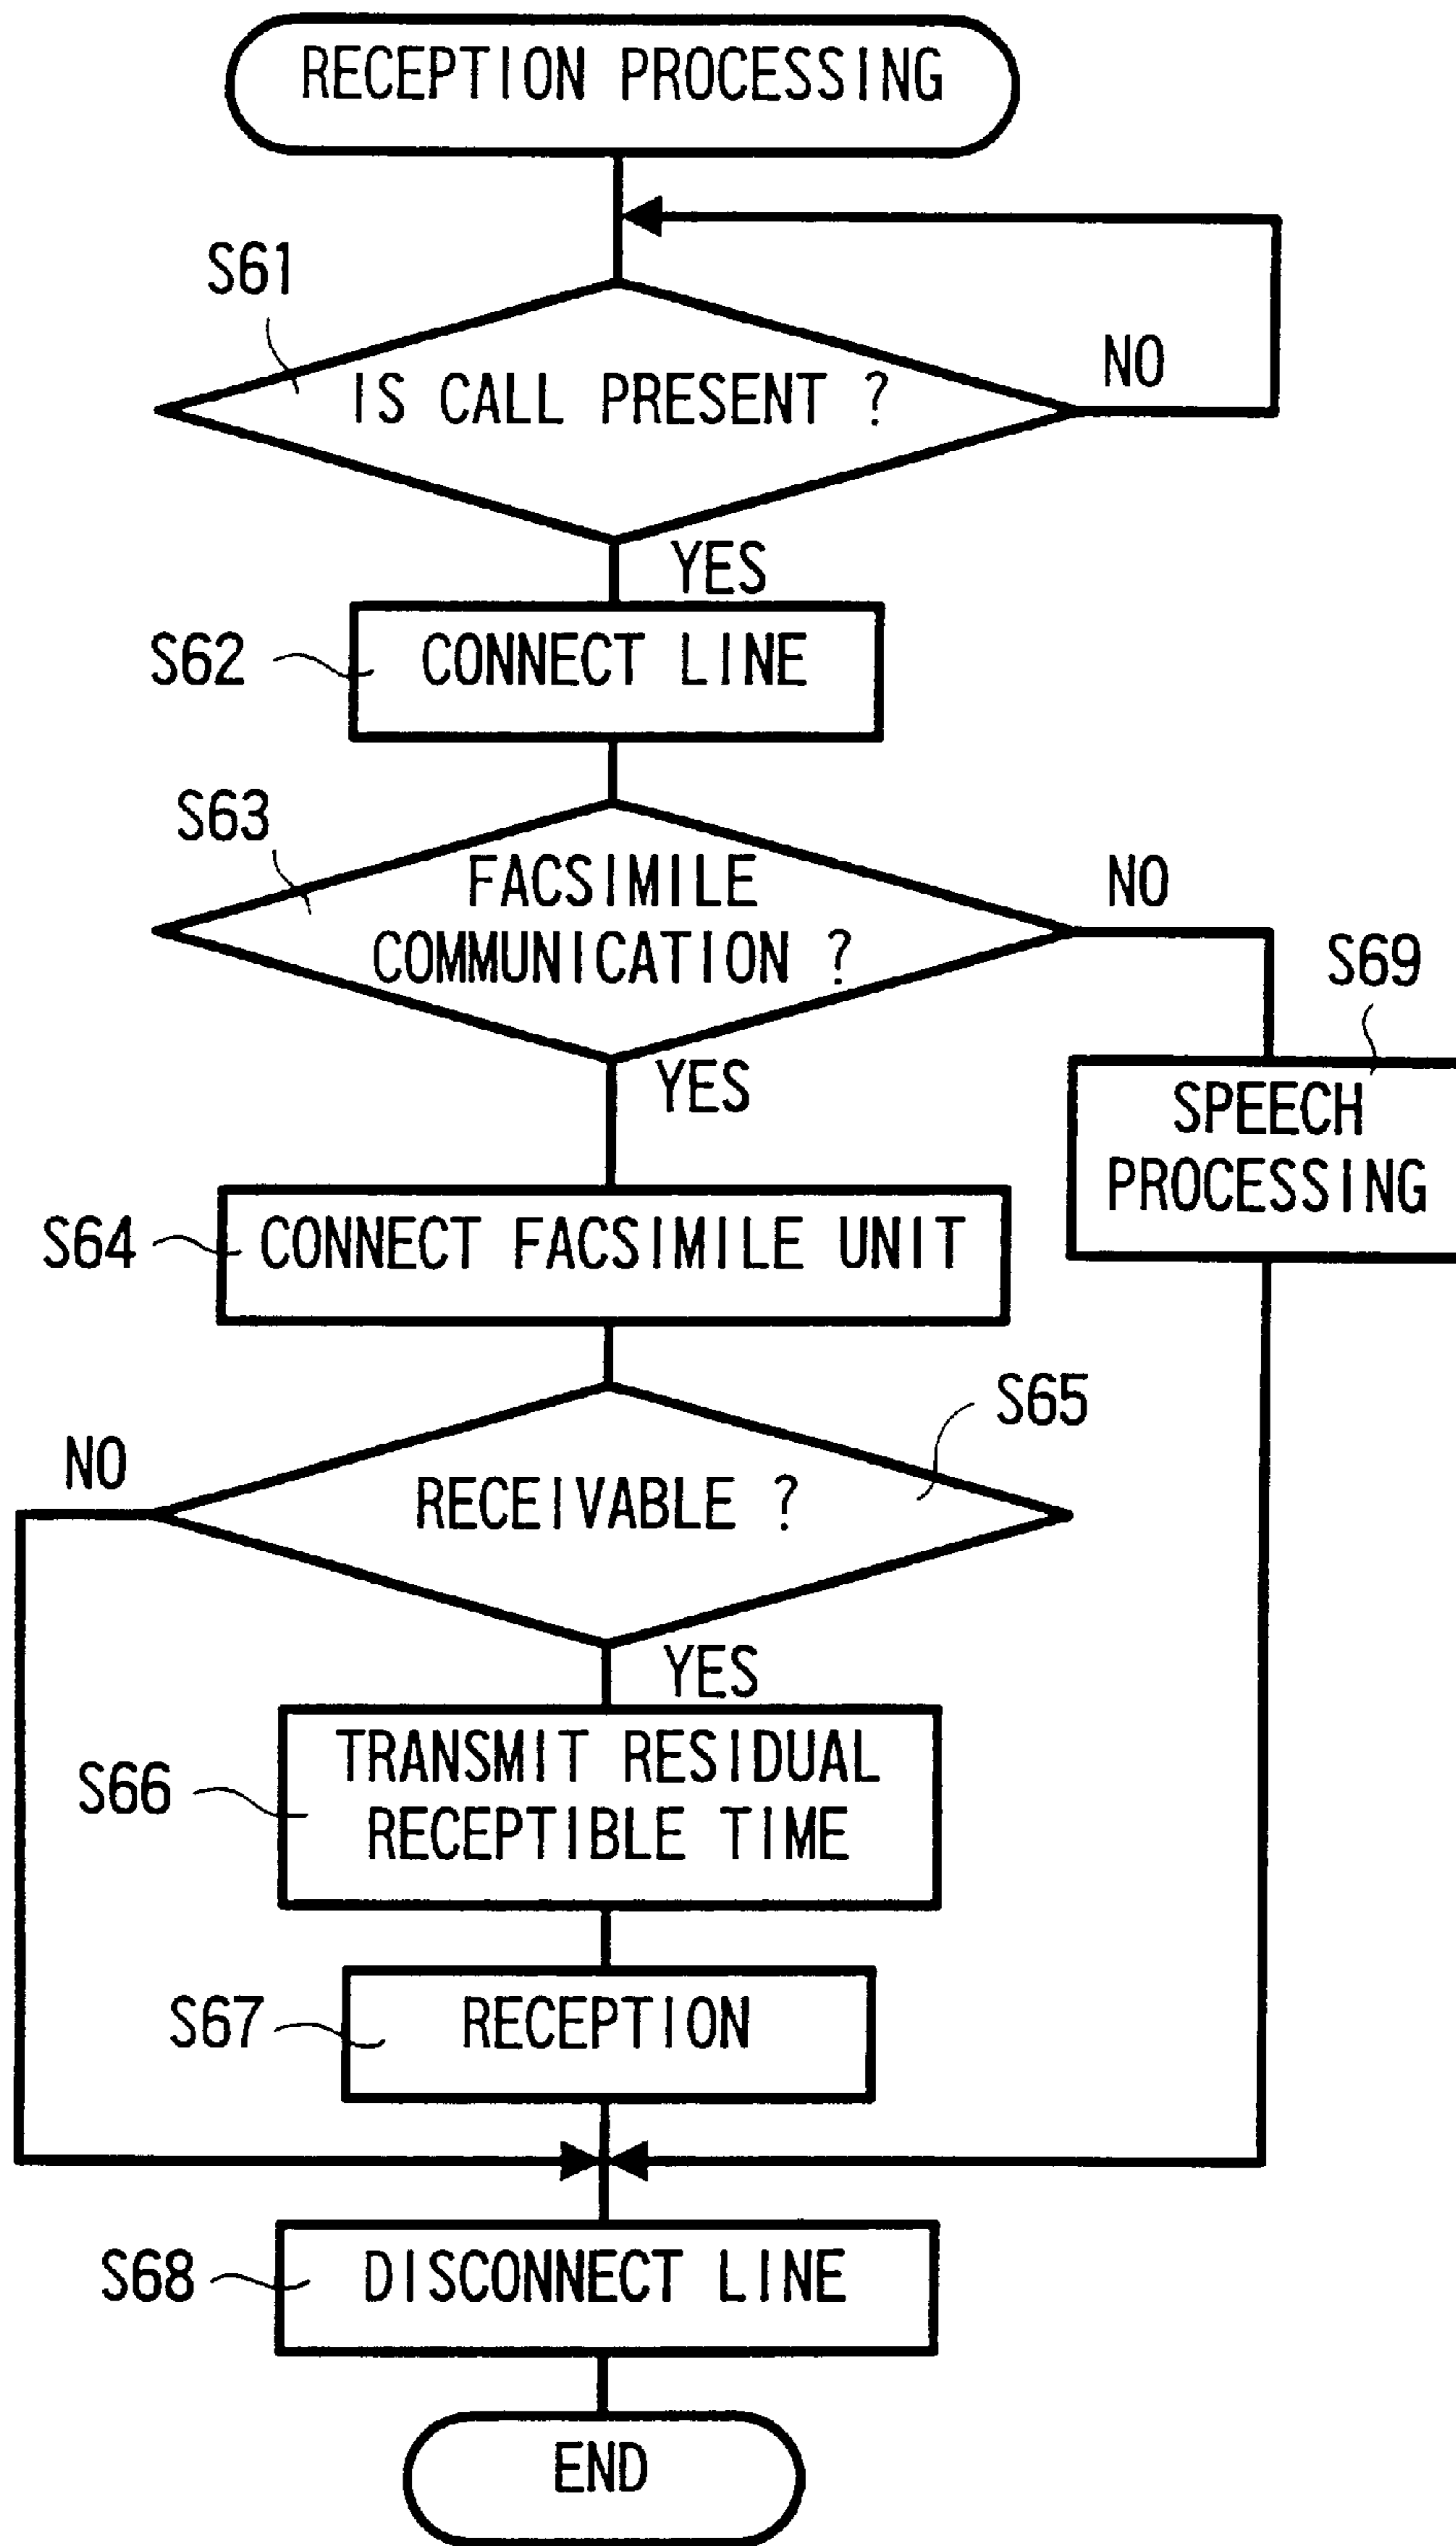 RECEPTION PROCESSING
S61
IS CALL PRESENT ?
NO
YES
S62
CONNECT LINE
S63
FACSIMILE
COMMUNICATION ?
NO
S69
YES
SPEECH
PROCESSING
S64
CONNECT FACSIMILE UNIT
S65
NO
RECEIVABLE ?
YES
S66
TRANSMIT RESIDUAL
RECEPTIBLE TIME
S67
RECEPTION
S68
DISCONNECT LINE
END